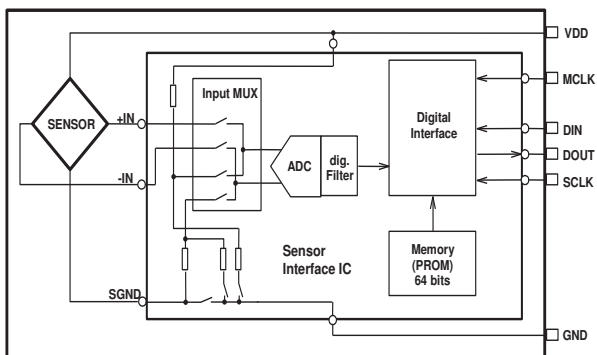 VDD
MCLK
Input MUX
+IN
SENSOR
Digital
Interface
DIN
DOUT
ADC
dig.
Filter
-IN
SCLK
Sensor
Interface IC
Memory
(PROM)
64 bits
SGND
GND